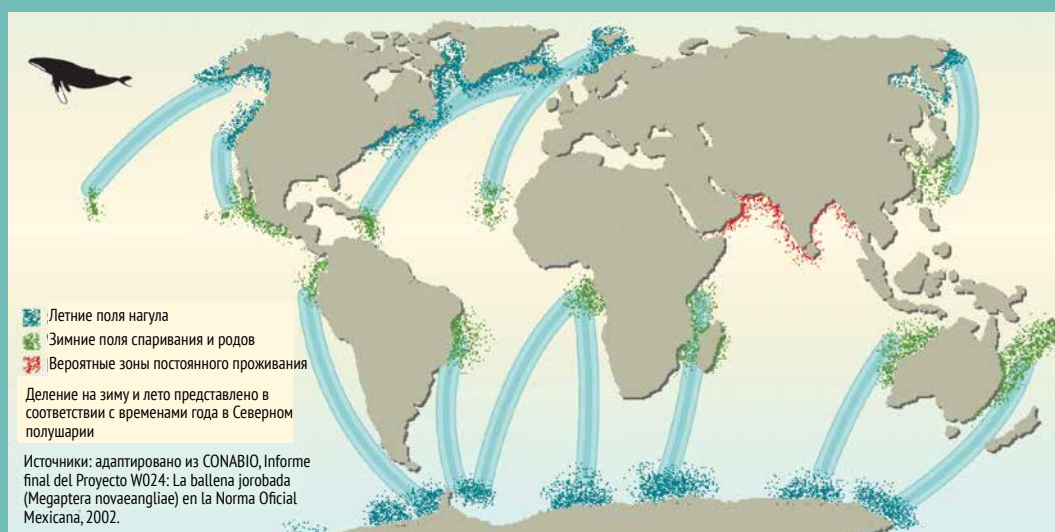 Летние поля нагула
Зимние поля спаривания и родов
Вероятные зоны постоянного проживания
Деление на зиму и лето представлено в
соответствии с временами года в Северном
полушарии
Источники: адаптировано из CONABIO, Informe
final del Proyecto W024: La ballena jorobada
(Megaptera novaeangliae) en la Norma Oficial
Mexicana, 2002.